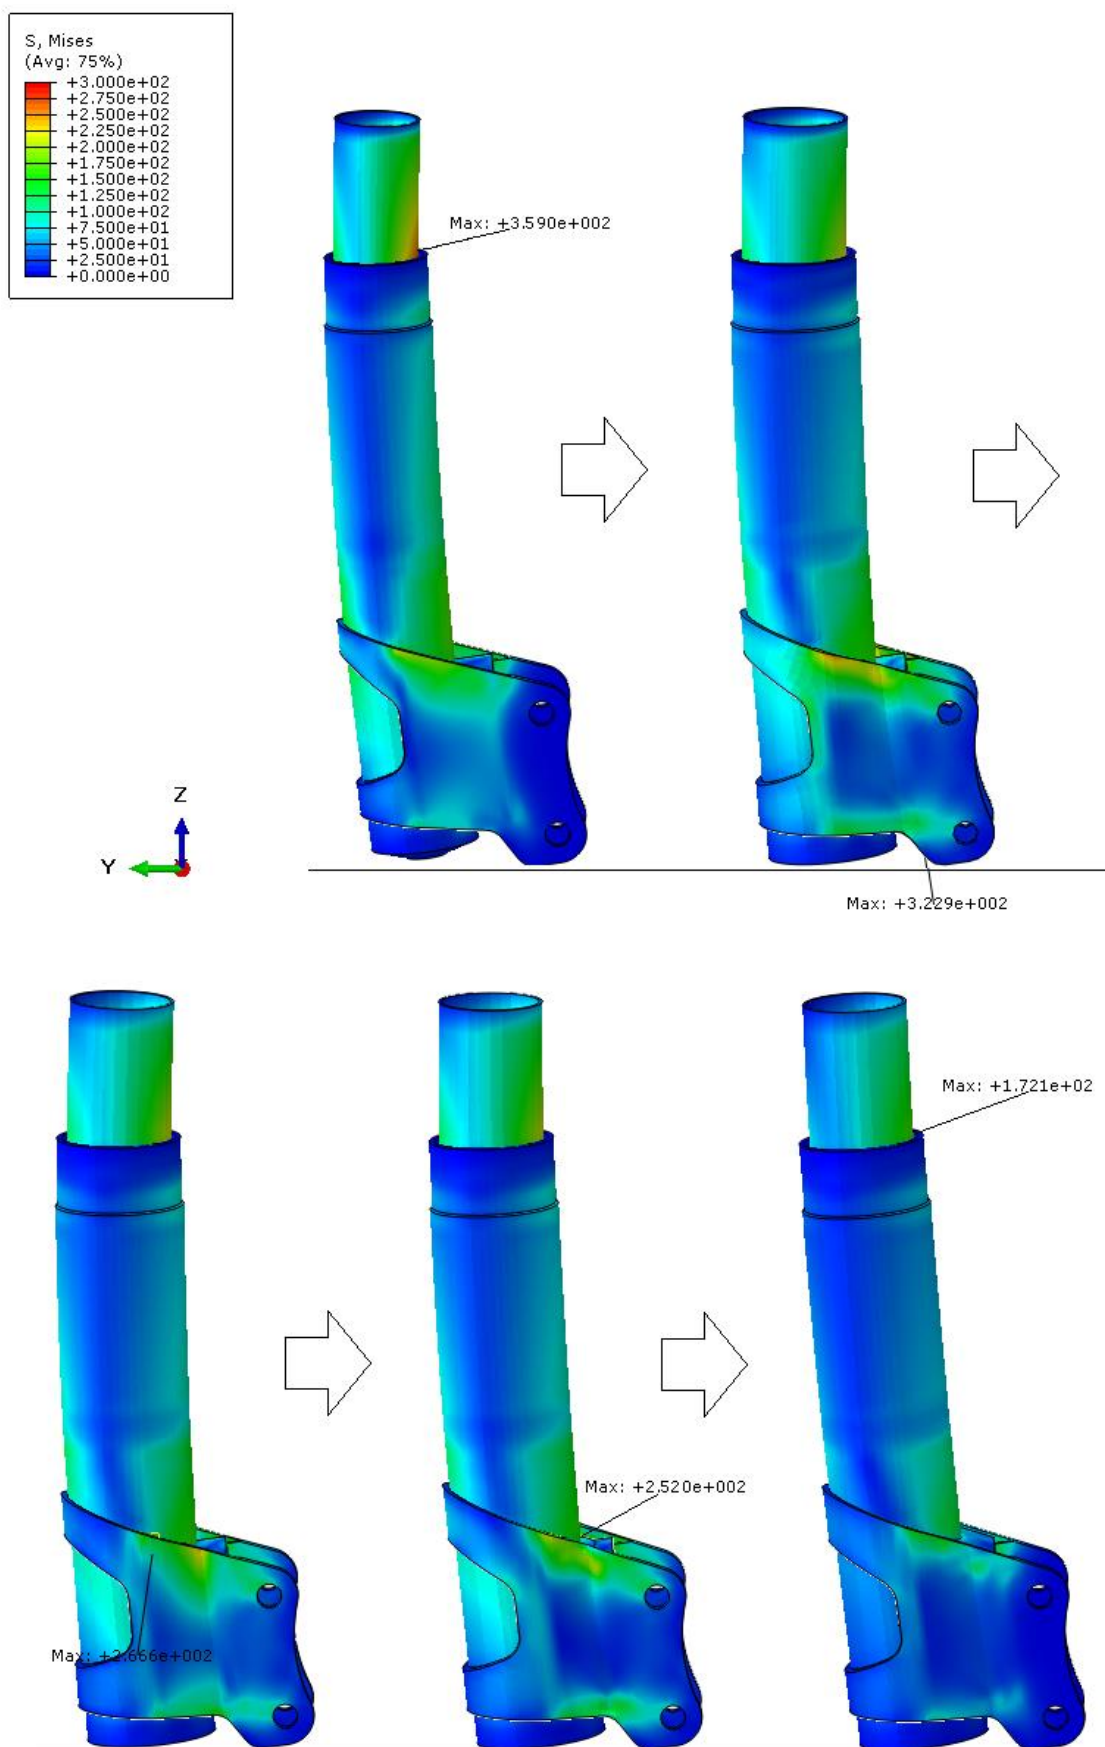 S, Mises
(Avg: 75%)
+3.000e+02
+2.750e+02
+2.500e+02
+2.250e+02
+2.000e+02
+1.750e+02
+1.500e+02
+1.250e+02
+1.000e+02
+7.500e+01
+5.000e+01
+2.500e+01
+0.000e+00
Max: +3.590e+002
Z
Y
Max: +3.229e+002
Max: +1.721e+02
Max: +2.520e+002
Max: +2.666e+002